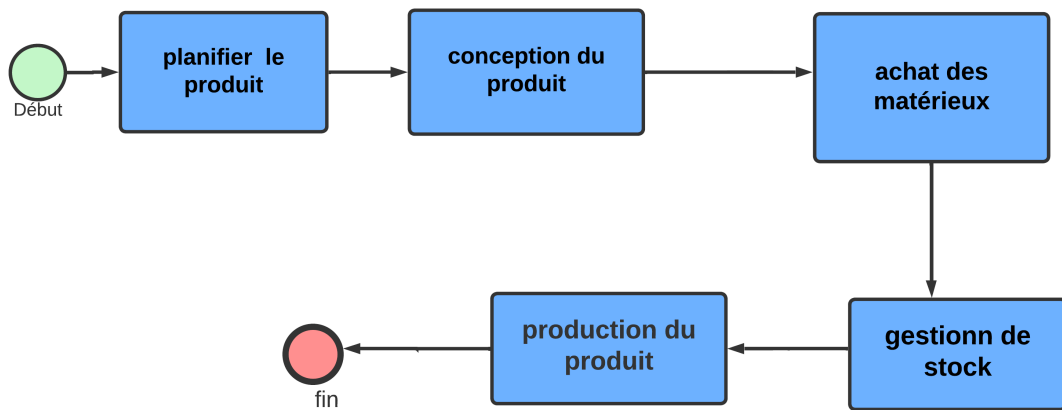 planifier le
produit
conception du
produit
achat des
matérieux
Début
gestionn de
stock
production du
produit
fin